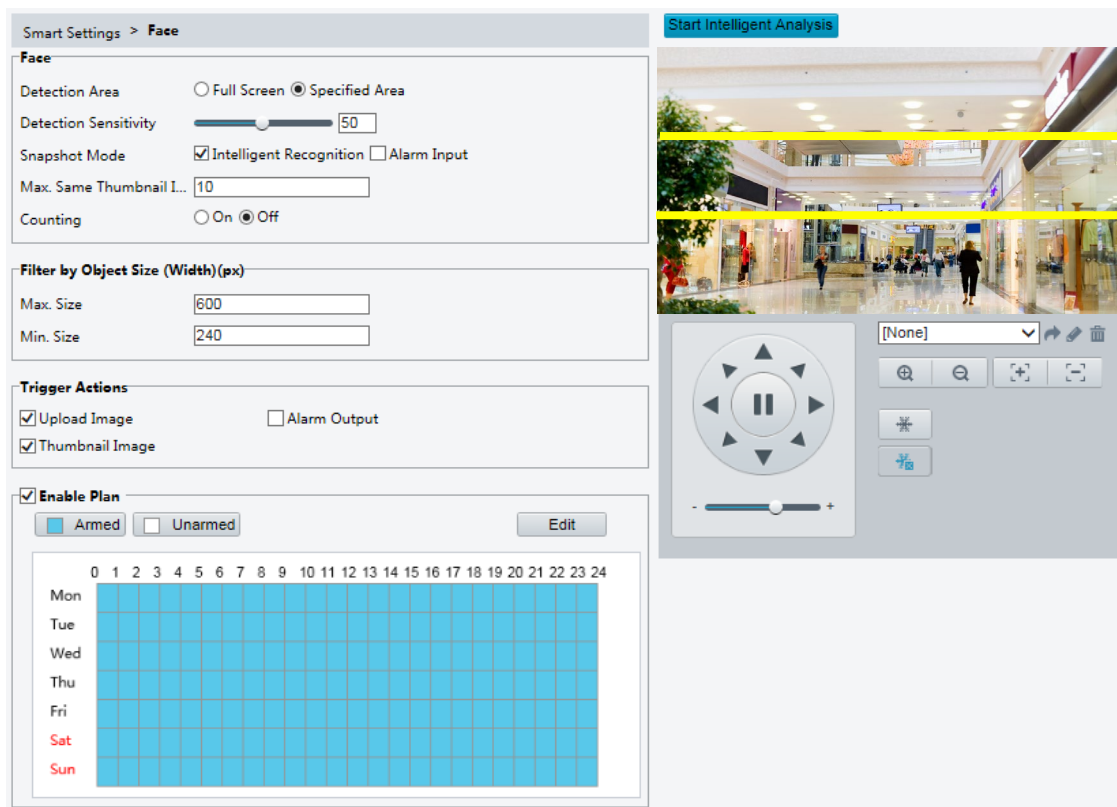 Smart Settings > Face
Face
Detection Area Full Screen Specified Area
Detection Sensitivity 50
Snapshot Mode Intelligent Recognition Alarm Input
Max. Same Thumbnail I... 10
Counting On Off
Filter by Object Size (Width)(px)
Max. Size 600
Min. Size 240
Trigger Actions
Upload Image Alarm Output
Thumbnail Image
Enable Plan
Armed Unarmed Edit
0 1 2 3 4 5 6 7 8 9 10 11 12 13 14 15 16 17 18 19 20 21 22 23 24
Mon
Tue
Wed
Thu
Fri
Sat
Sun
Start Intelligent Analysis
[None]
- +